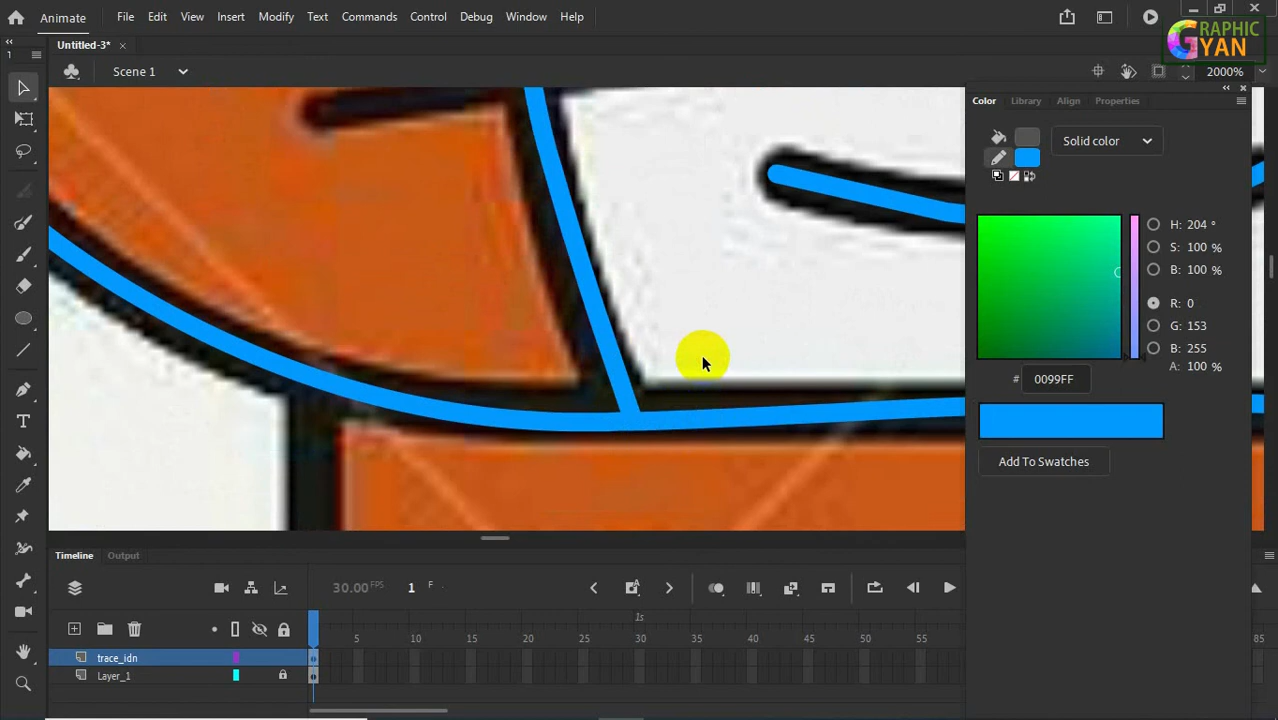 Animate File Edit View Insert Modify Text Commands Control Debug Window Help
GRAPHIC GYAN
Untitled-3* ×
1
Scene 1
2000%
Color Library Align Properties
Solid color
H: 204 °
S: 100 %
B: 100 %
R: 0
G: 153
B: 255
A: 100 %
# 0099FF
Add To Swatches
Timeline Output
30.00 FPS 1 F
1s
5 10 15 20 25 30 35 40 45 50 55 85
trace_idn
Layer_1